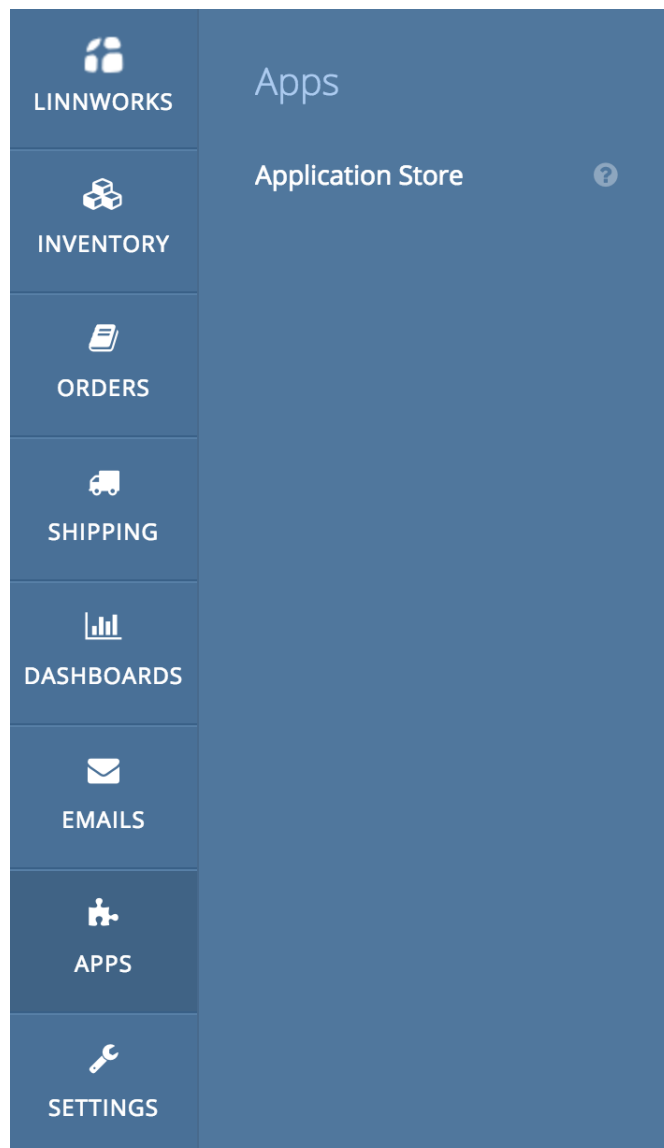 LINNWORKS
INVENTORY
ORDERS
SHIPPING
DASHBOARDS
EMAILS
APPS
SETTINGS
Apps
Application Store